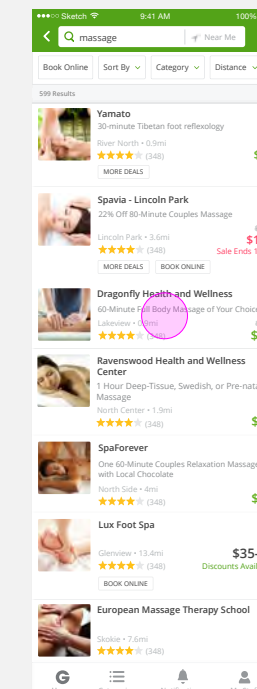 Sketch 9:41 AM 100%
massage Near Me
Book Online Sort By Category Distance
599 Results
Yamato
30-minute Tibetan foot reflexology
River North • 0.9mi
(348)
MORE DEALS
Spavia - Lincoln Park
22% Off 80-Minute Couples Massage
Lincoln Park • 3.6mi
(348) Sale Ends
MORE DEALS BOOK ONLINE
Dragonfly Health and Wellness
60-Minute Full Body Massage of Your Choice
Lakeview •
Ravenswood Health and Wellness
Center
1 Hour Deep-Tissue, Swedish, or
Massage
North Center • 1.9mi
(348)
SpaForever
One 60-Minute Couples Relaxation Massage
with Local Chocolate
North Side • 4mi
(348)
Lux Foot Spa
Glenview • 13.4mi $35
(348) Discounts
BOOK ONLINE
European Massage Therapy School
Skokie • 7.6mi
(348)